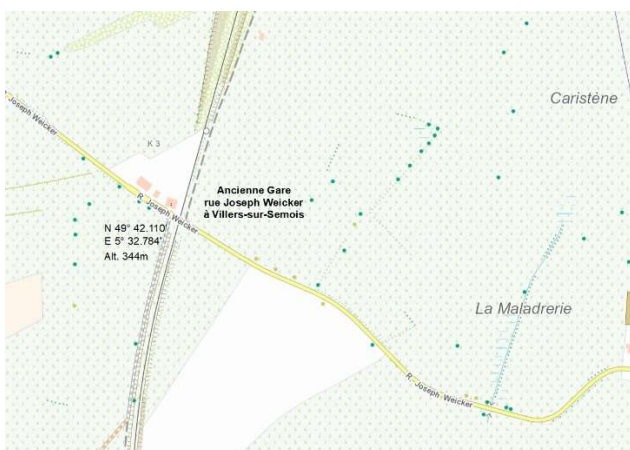 Caristène
Joseph Weicker
K 3
Ancienne Gare
rue Joseph Weicker
à Villers-sur-Semois
R. Joseph Weicker
N 49° 42.110'
E 5° 32.784'
Alt. 344m
La Maladrerie
R. Joseph Weicker